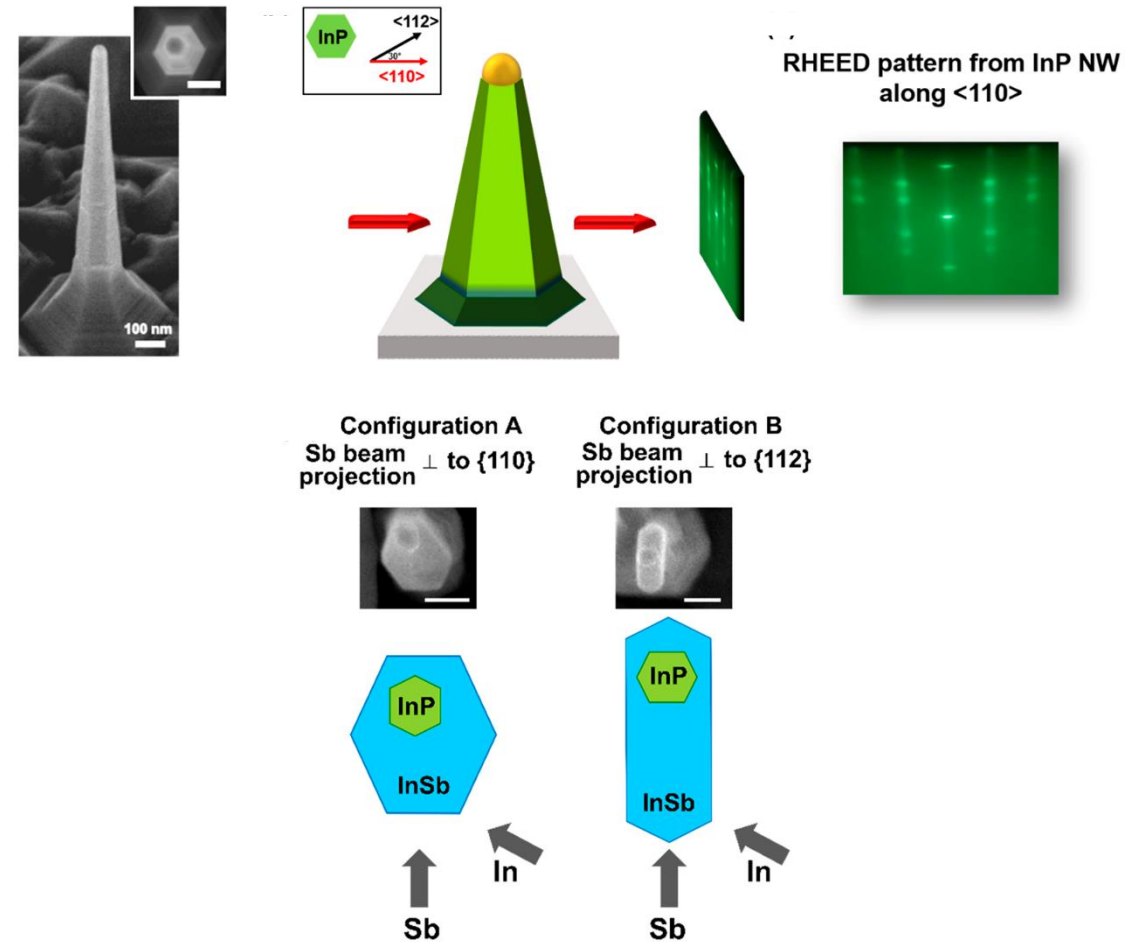 InP
<112>
30°
<110>
RHEED pattern from InP NW
along <110>
100 nm
Configuration A
Sb beam
projection ⊥ to {110}
Configuration B
Sb beam
projection ⊥ to {112}
InP
InSb
In
Sb
InP
InSb
In
Sb